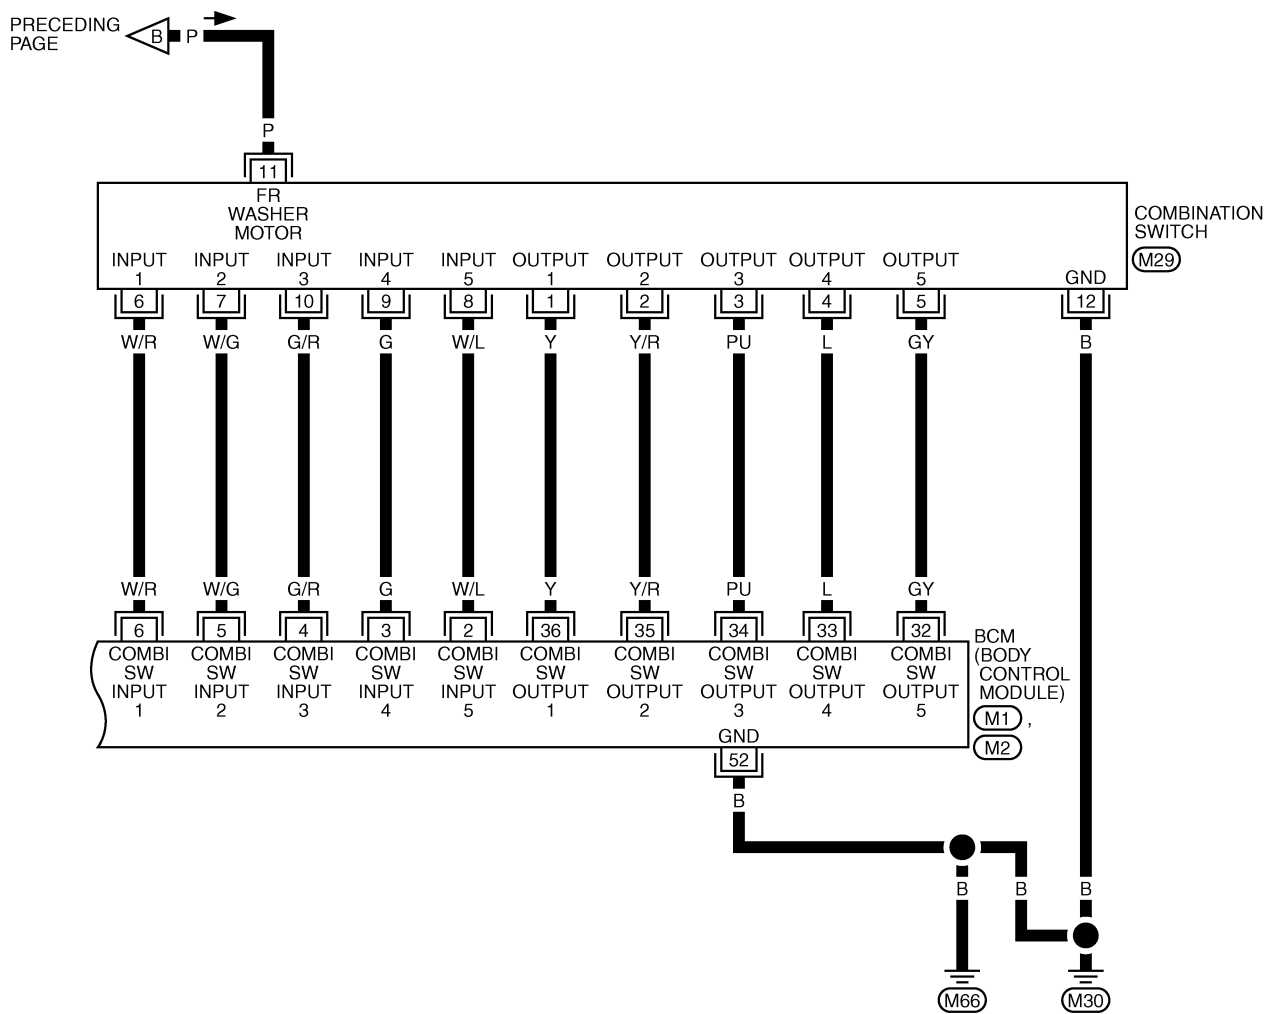 PRECEDING
PAGE
B P
P
11
FR
WASHER
MOTOR
COMBINATION
SWITCH
M29
INPUT INPUT INPUT INPUT INPUT OUTPUT OUTPUT OUTPUT OUTPUT OUTPUT
1 2 3 4 5 1 2 3 4 5 GND
6 7 10 9 8 1 2 3 4 5 12
W/R W/G G/R G W/L Y Y/R PU L GY B
W/R W/G G/R G W/L Y Y/R PU L GY
6 5 4 3 2 36 35 34 33 32
COMBI COMBI COMBI COMBI COMBI COMBI COMBI COMBI COMBI COMBI
SW SW SW SW SW SW SW SW SW SW
INPUT INPUT INPUT INPUT INPUT OUTPUT OUTPUT OUTPUT OUTPUT OUTPUT
1 2 3 4 5 1 2 3 4 5
BCM
(BODY
CONTROL
MODULE)
M1 ,
M2
GND
52
B
B B B
M66 M30